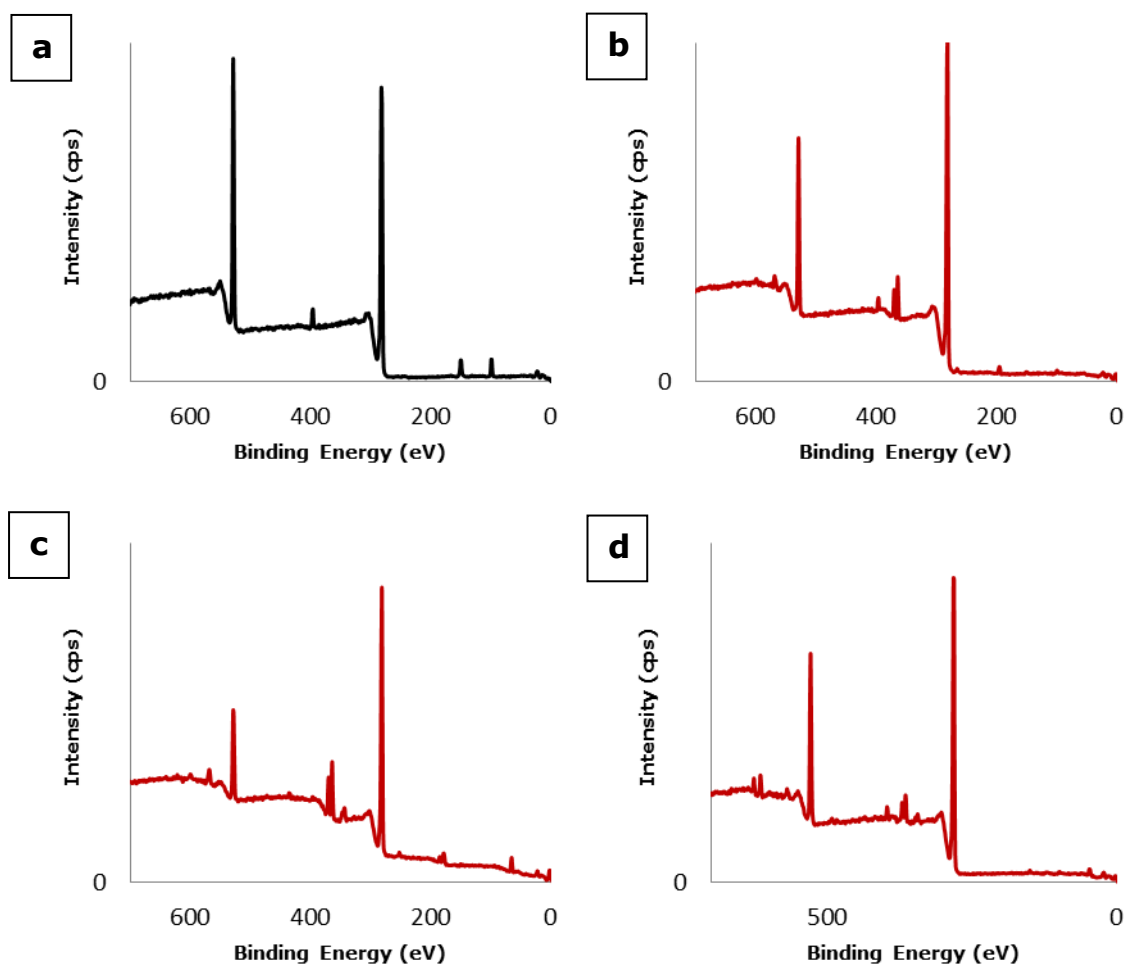 a
Intensity (cps)
0
600 400 200 0
Binding Energy (eV)
b
Intensity (cps)
0
600 400 200 0
Binding Energy (eV)
c
Intensity (cps)
0
600 400 200 0
Binding Energy (eV)
d
Intensity (cps)
0
500 0
Binding Energy (eV)